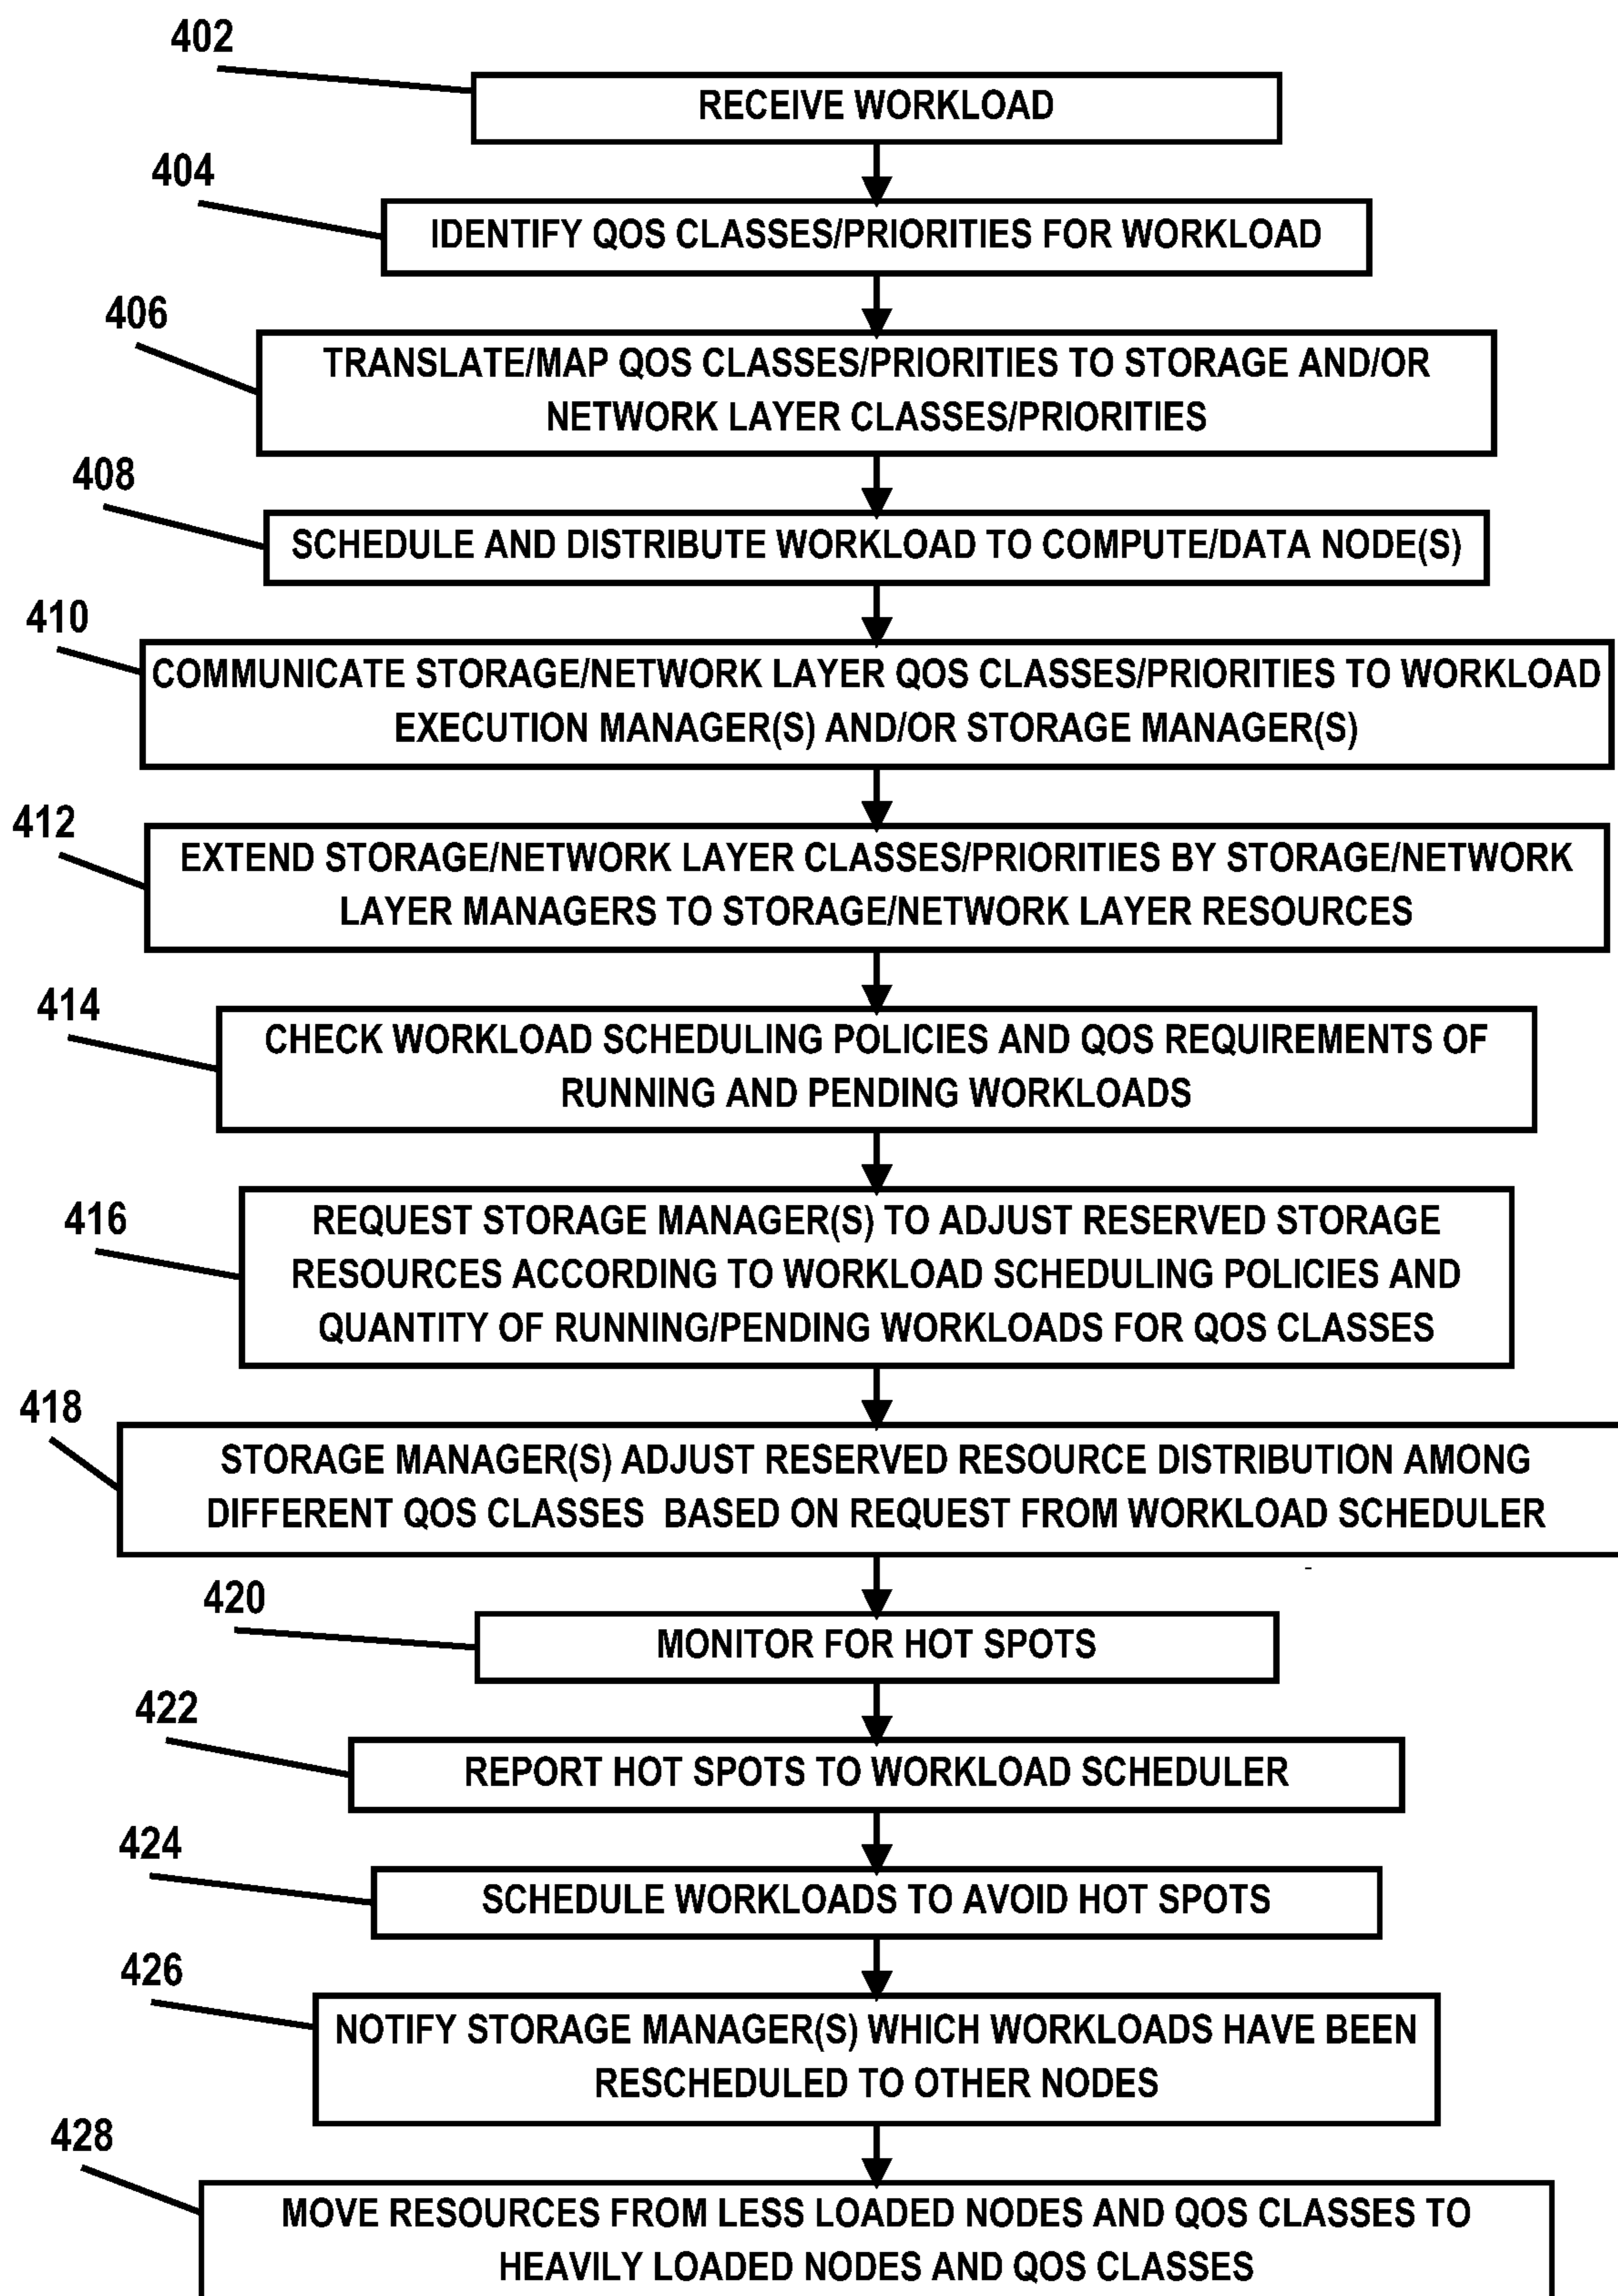 402
RECEIVE WORKLOAD
404
IDENTIFY QOS CLASSES/PRIORITIES FOR WORKLOAD
406
TRANSLATE/MAP QOS CLASSES/PRIORITIES TO STORAGE AND/OR
NETWORK LAYER CLASSES/PRIORITIES
408
SCHEDULE AND DISTRIBUTE WORKLOAD TO COMPUTE/DATA NODE(S)
410
COMMUNICATE STORAGE/NETWORK LAYER QOS CLASSES/PRIORITIES TO WORKLOAD
EXECUTION MANAGER(S) AND/OR STORAGE MANAGER(S)
412
EXTEND STORAGE/NETWORK LAYER CLASSES/PRIORITIES BY STORAGE/NETWORK
LAYER MANAGERS TO STORAGE/NETWORK LAYER RESOURCES
414
CHECK WORKLOAD SCHEDULING POLICIES AND QOS REQUIREMENTS OF
RUNNING AND PENDING WORKLOADS
416
REQUEST STORAGE MANAGER(S) TO ADJUST RESERVED STORAGE
RESOURCES ACCORDING TO WORKLOAD SCHEDULING POLICIES AND
QUANTITY OF RUNNING/PENDING WORKLOADS FOR QOS CLASSES
418
STORAGE MANAGER(S) ADJUST RESERVED RESOURCE DISTRIBUTION AMONG
DIFFERENT QOS CLASSES BASED ON REQUEST FROM WORKLOAD SCHEDULER
420
MONITOR FOR HOT SPOTS
422
REPORT HOT SPOTS TO WORKLOAD SCHEDULER
424
SCHEDULE WORKLOADS TO AVOID HOT SPOTS
426
NOTIFY STORAGE MANAGER(S) WHICH WORKLOADS HAVE BEEN
RESCHEDULED TO OTHER NODES
428
MOVE RESOURCES FROM LESS LOADED NODES AND QOS CLASSES TO
HEAVILY LOADED NODES AND QOS CLASSES